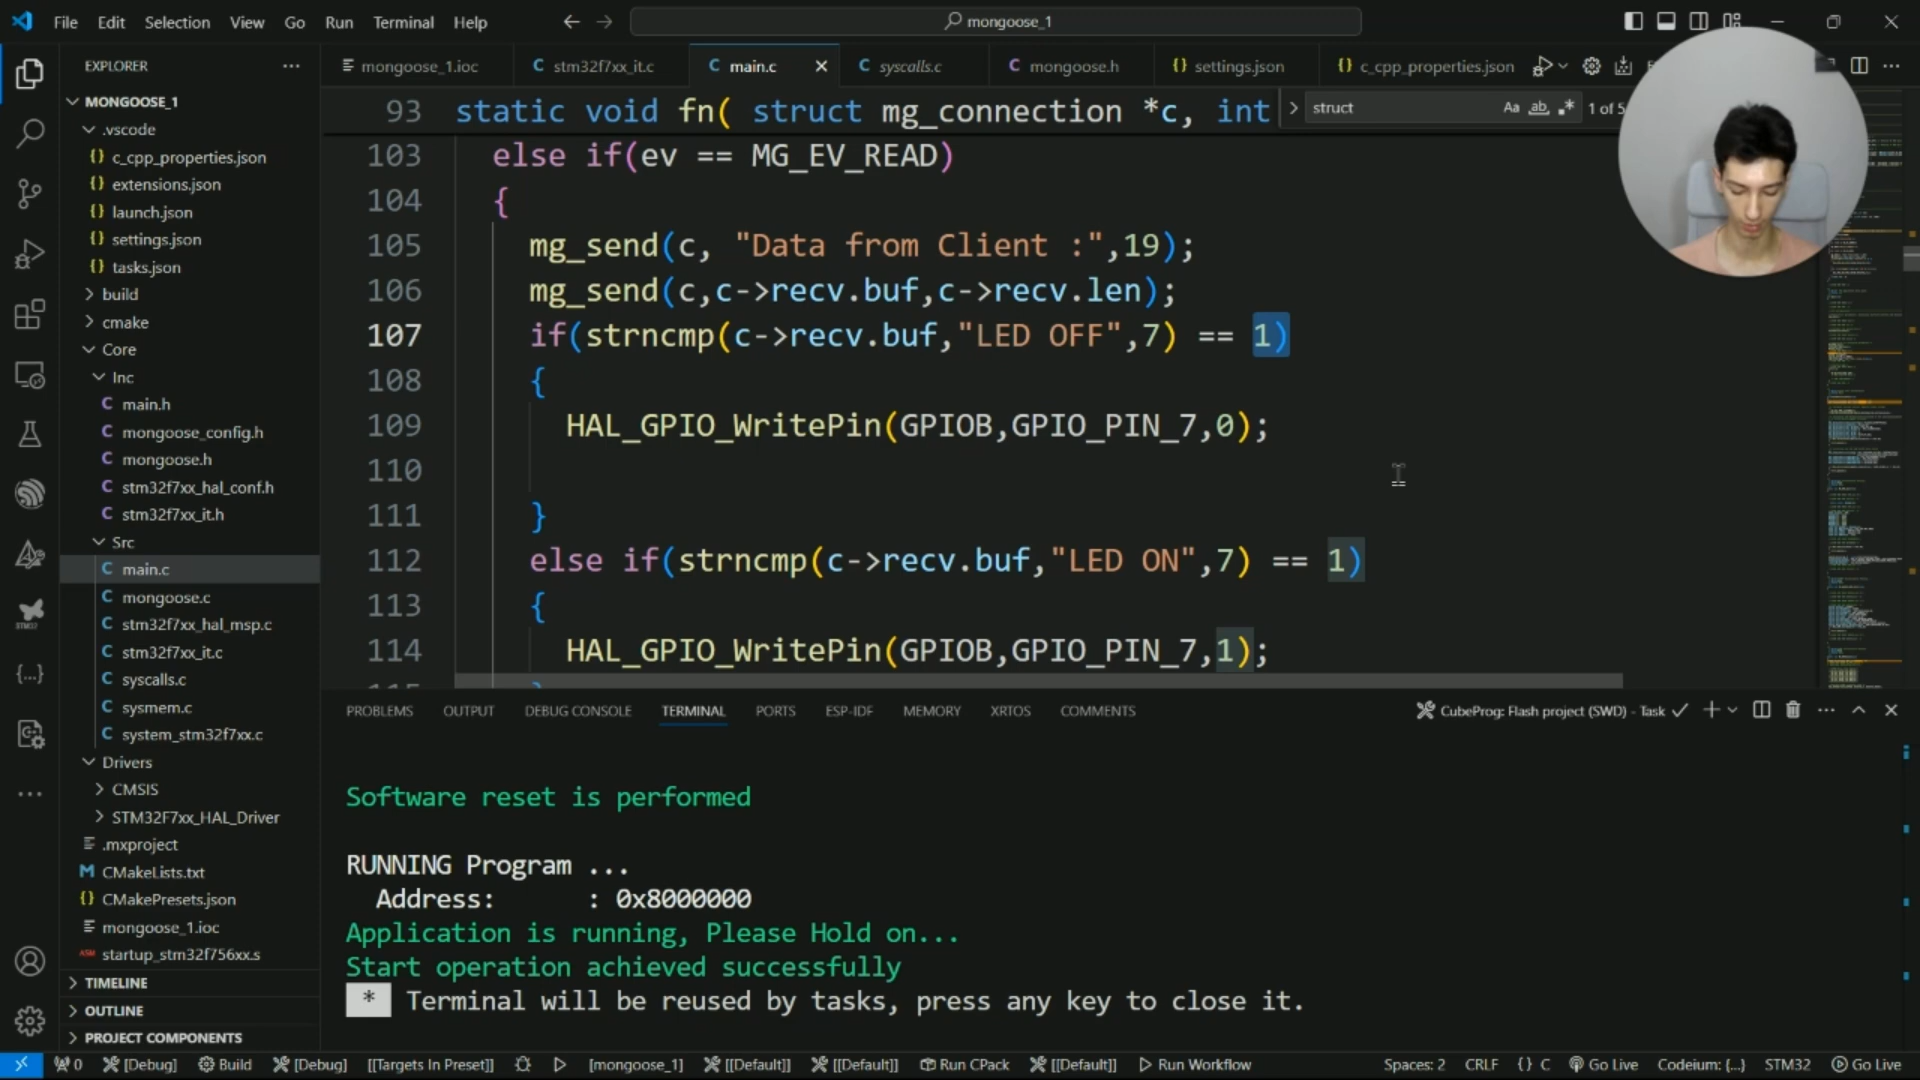 File Edit Selection View Go Run Terminal Help
mongoose_1
EXPLORER
MONGOOSE_1
.vscode
c_cpp_properties.json
extensions.json
launch.json
settings.json
tasks.json
build
cmake
Core
Inc
main.h
mongoose_config.h
mongoose.h
stm32f7xx_hal_conf.h
stm32f7xx_it.h
Src
main.c
mongoose.c
stm32f7xx_hal_msp.c
stm32f7xx_it.c
syscalls.c
sysmem.c
system_stm32f7xx.c
Drivers
CMSIS
STM32F7xx_HAL_Driver
.mxproject
CMakeLists.txt
CMakePresets.json
mongoose_1.ioc
startup_stm32f756xx.s
TIMELINE
OUTLINE
PROJECT COMPONENTS
mongoose_1.ioc stm32f7xx_it.c main.c syscalls.c mongoose.h settings.json c_cpp_properties.json
struct Aa ab 1 of 5
93 static void fn( struct mg_connection *c, int
103 else if(ev == MG_EV_READ)
104 {
105 mg_send(c, "Data from Client :",19);
106 mg_send(c,c->recv.buf,c->recv.len);
107 if(strncmp(c->recv.buf,"LED OFF",7) == 1)
108 {
109 HAL_GPIO_WritePin(GPIOB,GPIO_PIN_7,0);
110
111 }
112 else if(strncmp(c->recv.buf,"LED ON",7) == 1)
113 {
114 HAL_GPIO_WritePin(GPIOB,GPIO_PIN_7,1);
PROBLEMS OUTPUT DEBUG CONSOLE TERMINAL PORTS ESP-IDF MEMORY XRTOS COMMENTS
CubeProg: Flash project (SWD) - Task
Software reset is performed
RUNNING Program ...
Address: : 0x8000000
Application is running, Please Hold on...
Start operation achieved successfully
* Terminal will be reused by tasks, press any key to close it.
0 [Debug] Build [Debug] [[Targets In Preset]] [mongoose_1] [[Default]] [[Default]] Run CPack [[Default]] Run Workflow Spaces: 2 CRLF {} C Go Live Codeium: {...} STM32 Go Live